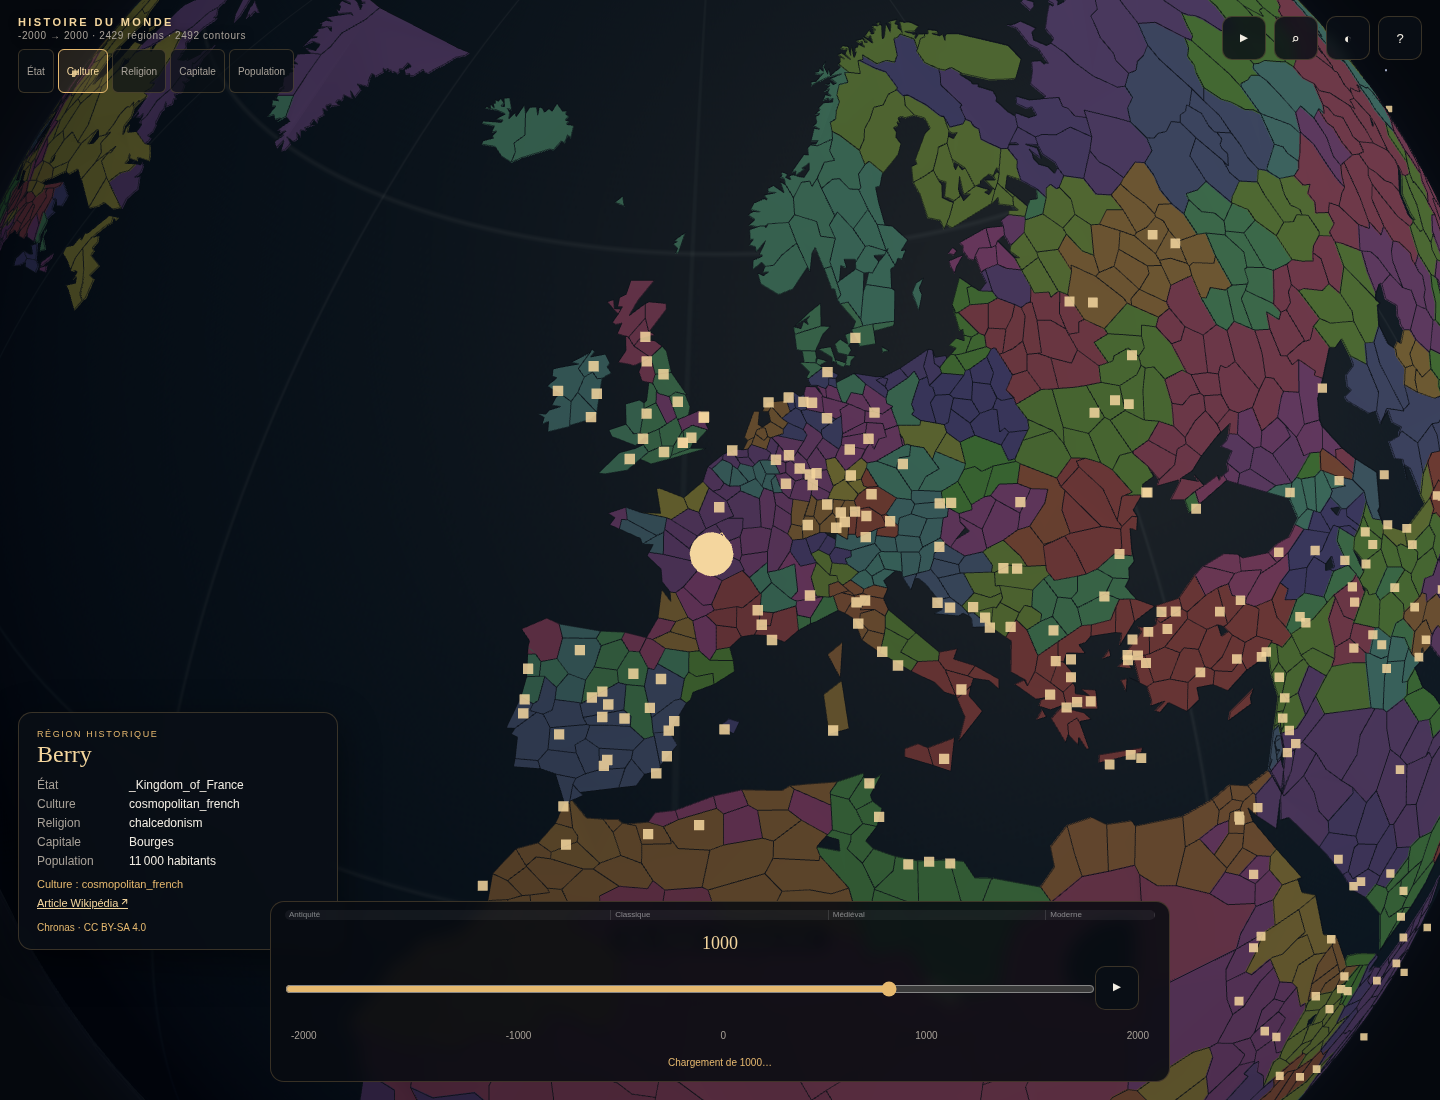 HISTOIRE DU MONDE
-2000 → 2000 · 2429 régions · 2492 contours
État
Culture
Religion
Capitale
Population
?
RÉGION HISTORIQUE
Berry
État _Kingdom_of_France
Culture cosmopolitan_french
Religion chalcedonism
Capitale Bourges
Population 11 000 habitants
Culture : cosmopolitan_french
Article Wikipédia ↗
Chronas · CC BY-SA 4.0
Antiquité Classique Médiéval Moderne
1000
-2000 -1000 0 1000 2000
Chargement de 1000…